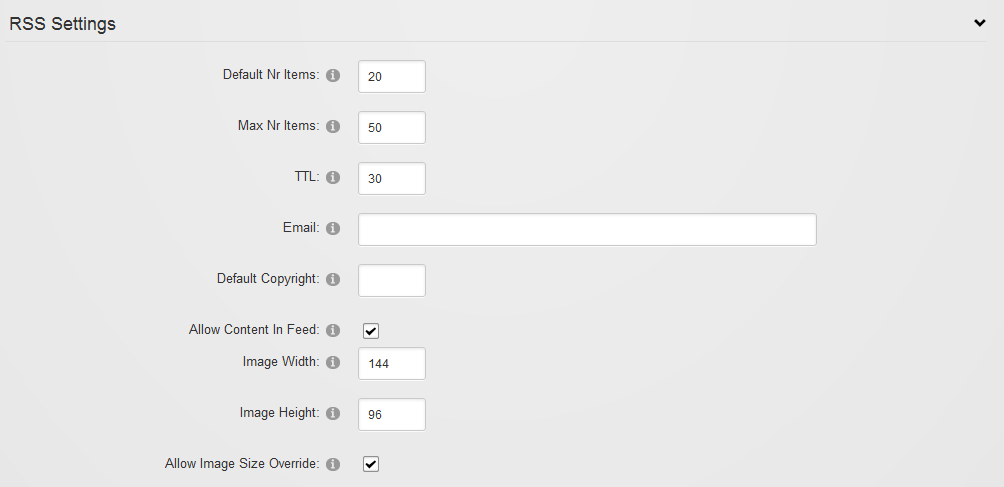 RSS Settings
Default Nr Items: 20
Max Nr Items: 50
TTL: 30
Email:
Default Copyright:
Allow Content In Feed:
Image Width: 144
Image Height: 96
Allow Image Size Override: